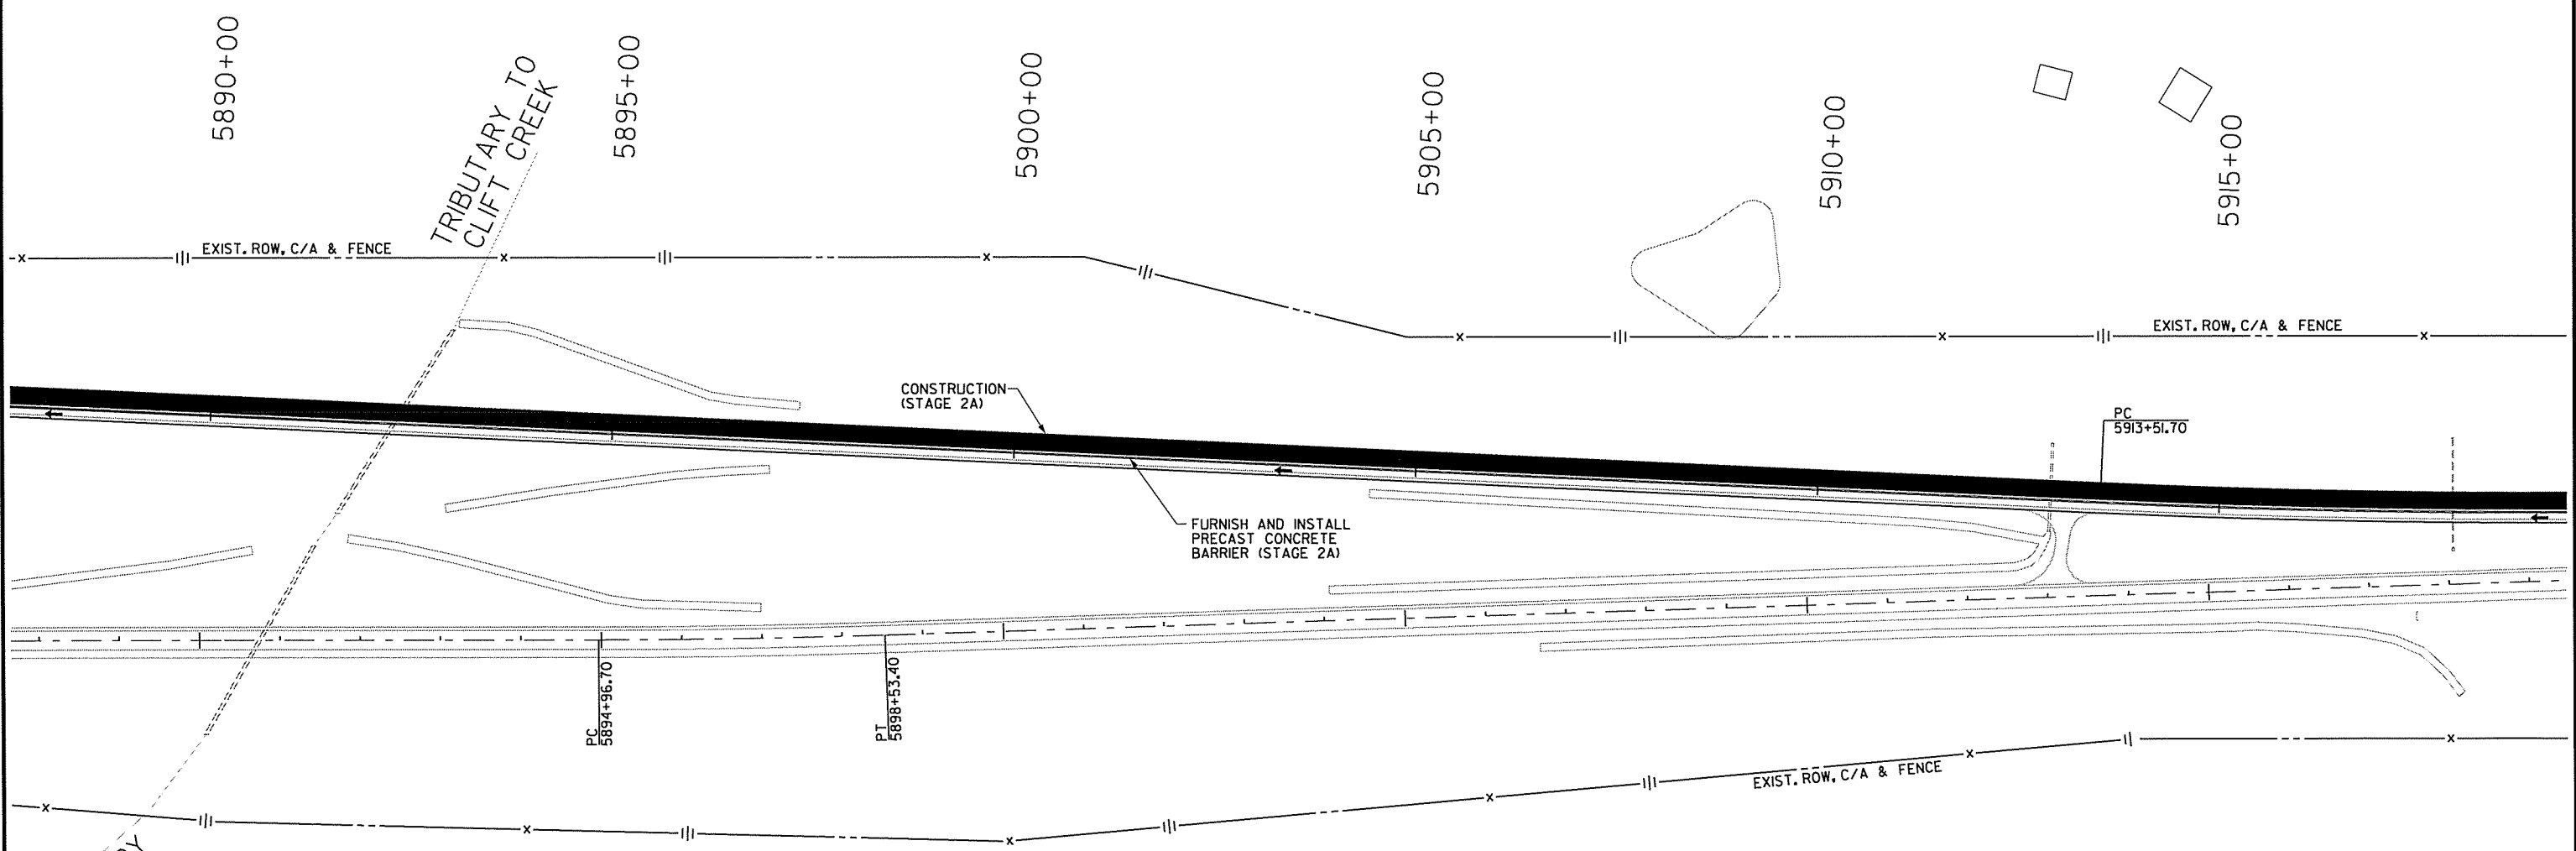 5890+00
TRIBUTARY TO
CLIFT CREEK
5895+00
5900+00
5905+00
5910+00
5915+00
EXIST. ROW, C/A & FENCE
EXIST. ROW, C/A & FENCE
CONSTRUCTION
(STAGE 2A)
PC
5913+51.70
FURNISH AND INSTALL
PRECAST CONCRETE
BARRIER (STAGE 2A)
PC
5894+96.70
PT
5898+53.40
EXIST. ROW, C/A & FENCE